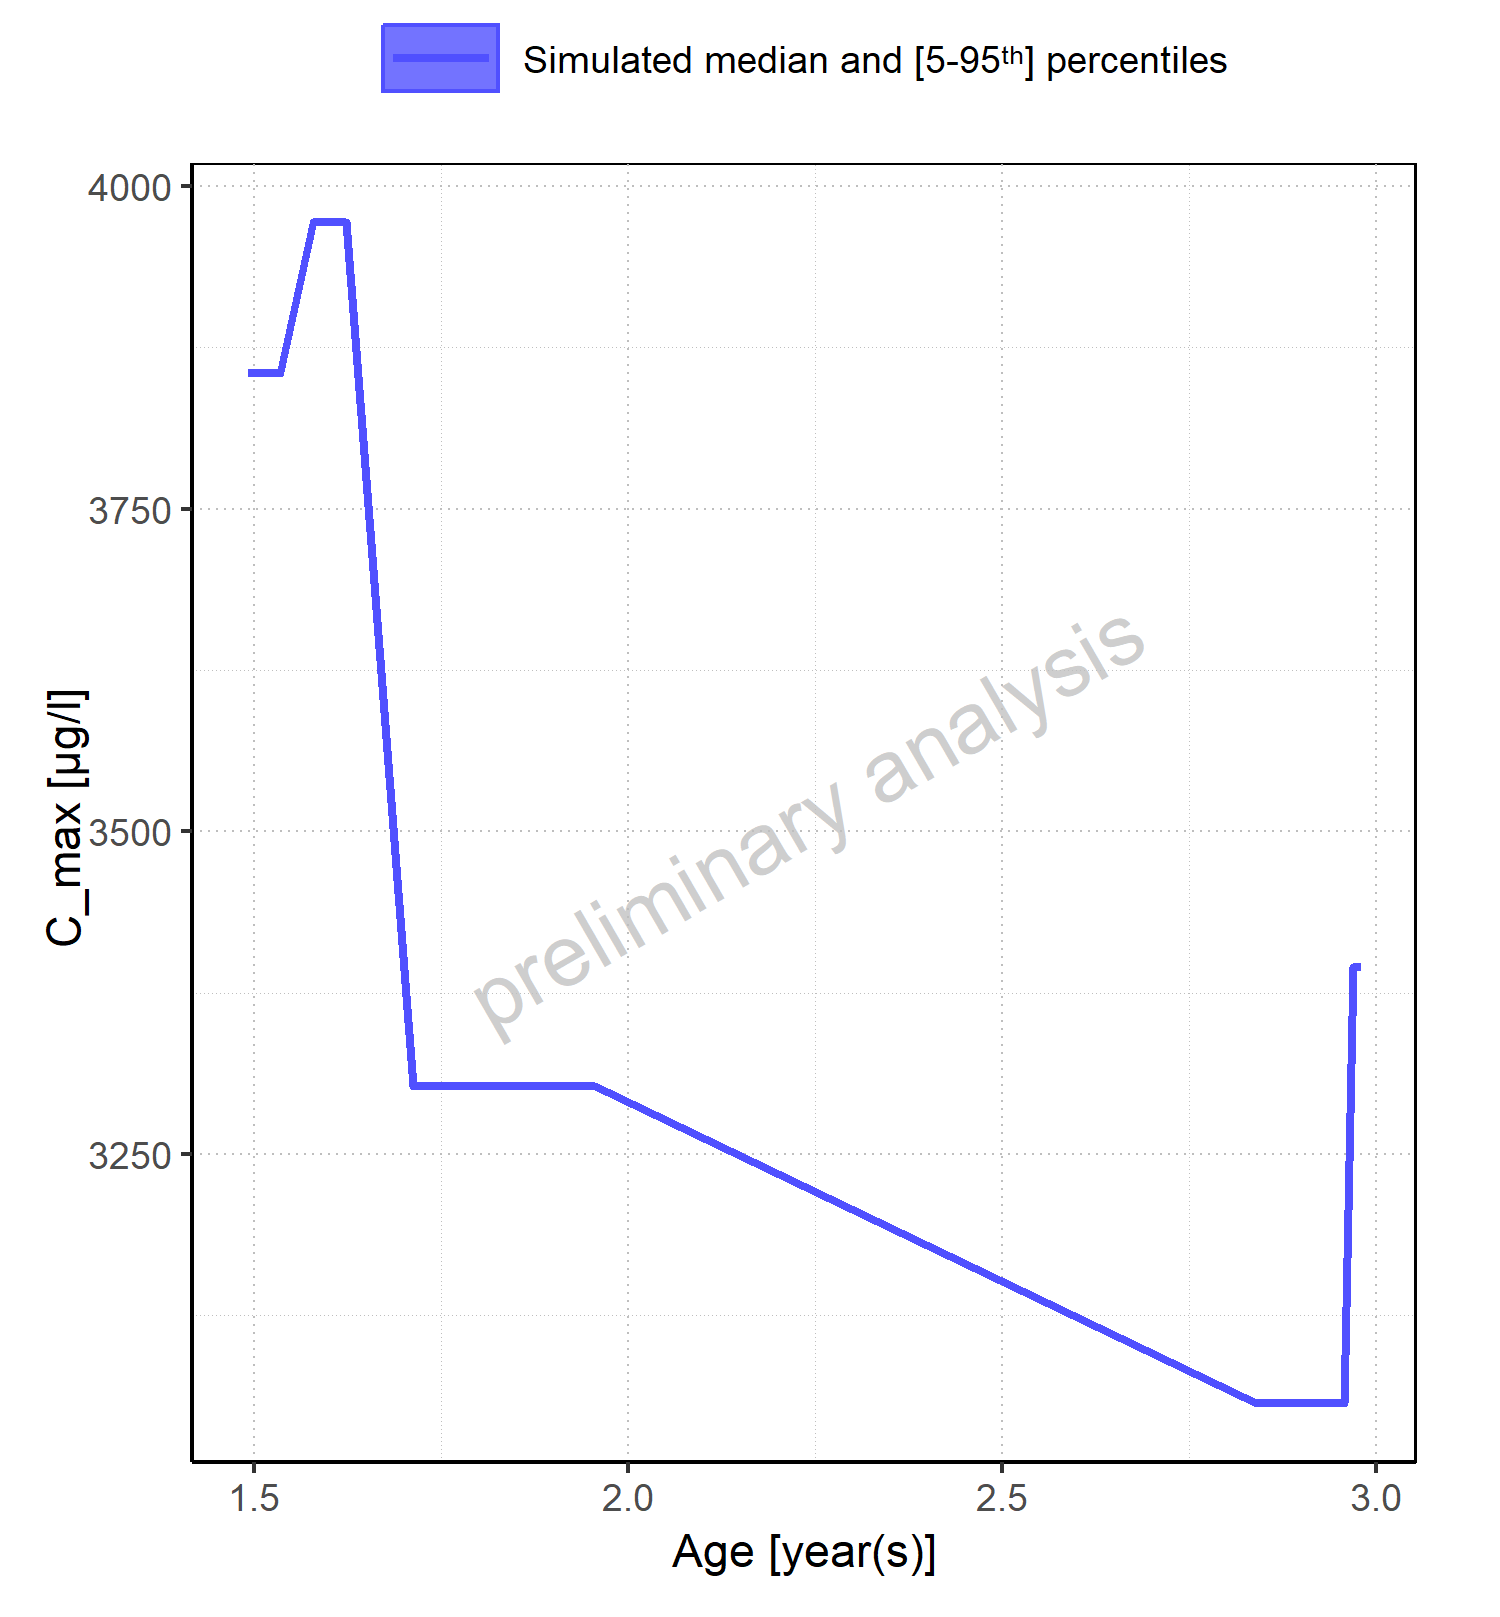 Simulated median and [5-95ᵗʰ] percentiles
4000
3750
3500
3250
C_max [µg/l]
preliminary analysis
1.5 2.0 2.5 3.0
Age [year(s)]